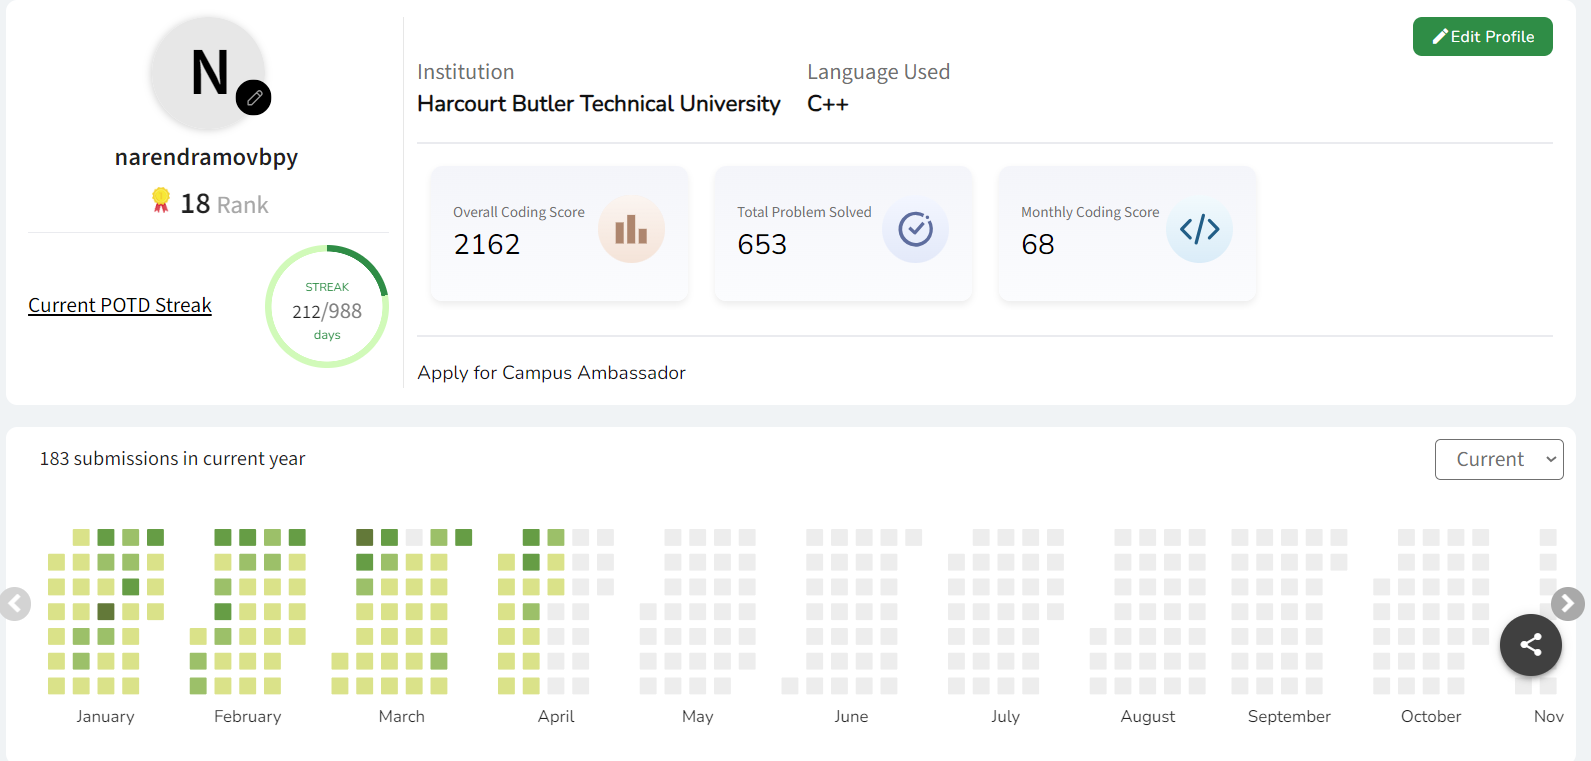 N
narendramovbpy
18 Rank
Current POTD Streak
STREAK
212/988
days
Edit Profile
Institution
Harcourt Butler Technical University
Language Used
C++
Overall Coding Score
2162
Total Problem Solved
653
Monthly Coding Score
68
</>
Apply for Campus Ambassador
183 submissions in current year
Current
January February March April May June July August September October Nov